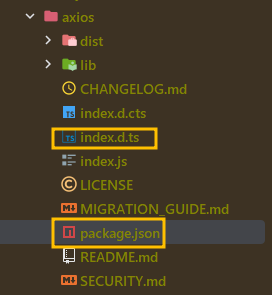 axios
dist
lib
CHANGELOG.md
index.d.cts
index.d.ts
index.js
LICENSE
MIGRATION_GUIDE.md
package.json
README.md
SECURITY.md